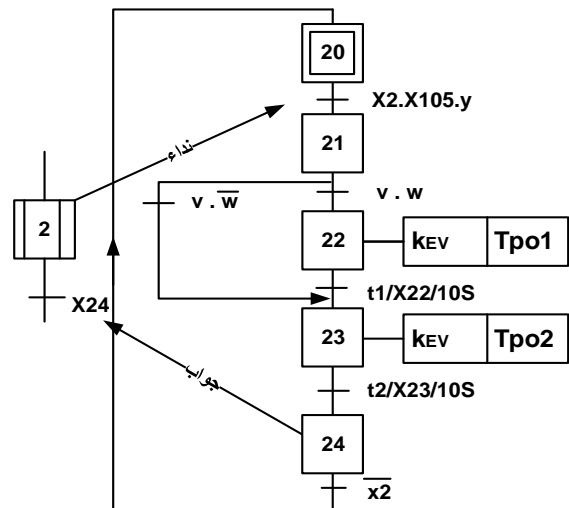 20
X2.X105.y
21
نداء
v . w
v . w̅
2
22
kEV
Tpo1
t1/X22/10S
X24
23
kEV
Tpo2
جواب
t2/X23/10S
24
x̅2̅